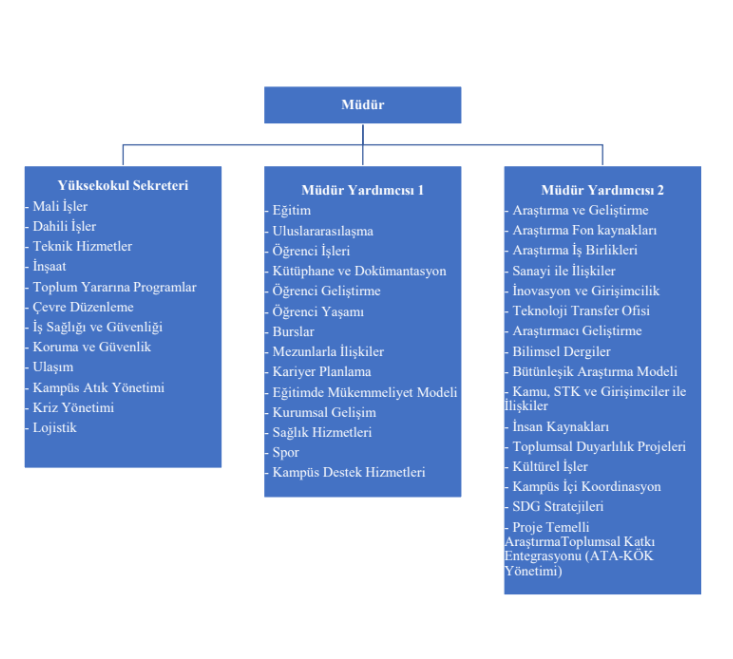 Müdür
Yüksekokul Sekreteri
- Mali İşler
- Dahili İşler
- Teknik Hizmetler
- İnşaat
- Toplum Yararına Programlar
- Çevre Düzenleme
- İş Sağlığı ve Güvenliği
- Koruma ve Güvenlik
- Ulaşım
- Kampüs Atık Yönetimi
- Kriz Yönetimi
- Lojistik
Müdür Yardımcısı 1
- Eğitim
- Uluslararasılaşma
- Öğrenci İşleri
- Kütüphane ve Dokümantasyon
- Öğrenci Geliştirme
- Öğrenci Yaşamı
- Burslar
- Mezunlarla İlişkiler
- Kariyer Planlama
- Eğitimde Mükemmeliyet Modeli
- Kurumsal Gelişim
- Sağlık Hizmetleri
- Spor
- Kampüs Destek Hizmetleri
Müdür Yardımcısı 2
- Araştırma ve Geliştirme
- Araştırma Fon kaynakları
- Araştırma İş Birlikleri
- Sanayi ile İlişkiler
- İnovasyon ve Girişimcilik
- Teknoloji Transfer Ofisi
- Araştırmacı Geliştirme
- Bilimsel Dergiler
- Bütünleşik Araştırma Modeli
- Kamu, STK ve Girişimciler ile
İlişkiler
- İnsan Kaynakları
- Toplumsal Duyarlılık Projeleri
- Kültürel İşler
- Kampüs İçi Koordinasyon
- SDG Stratejileri
- Proje Temelli
AraştırmaToplumsal Katkı
Entegrasyonu (ATA-KÖK
Yönetimi)